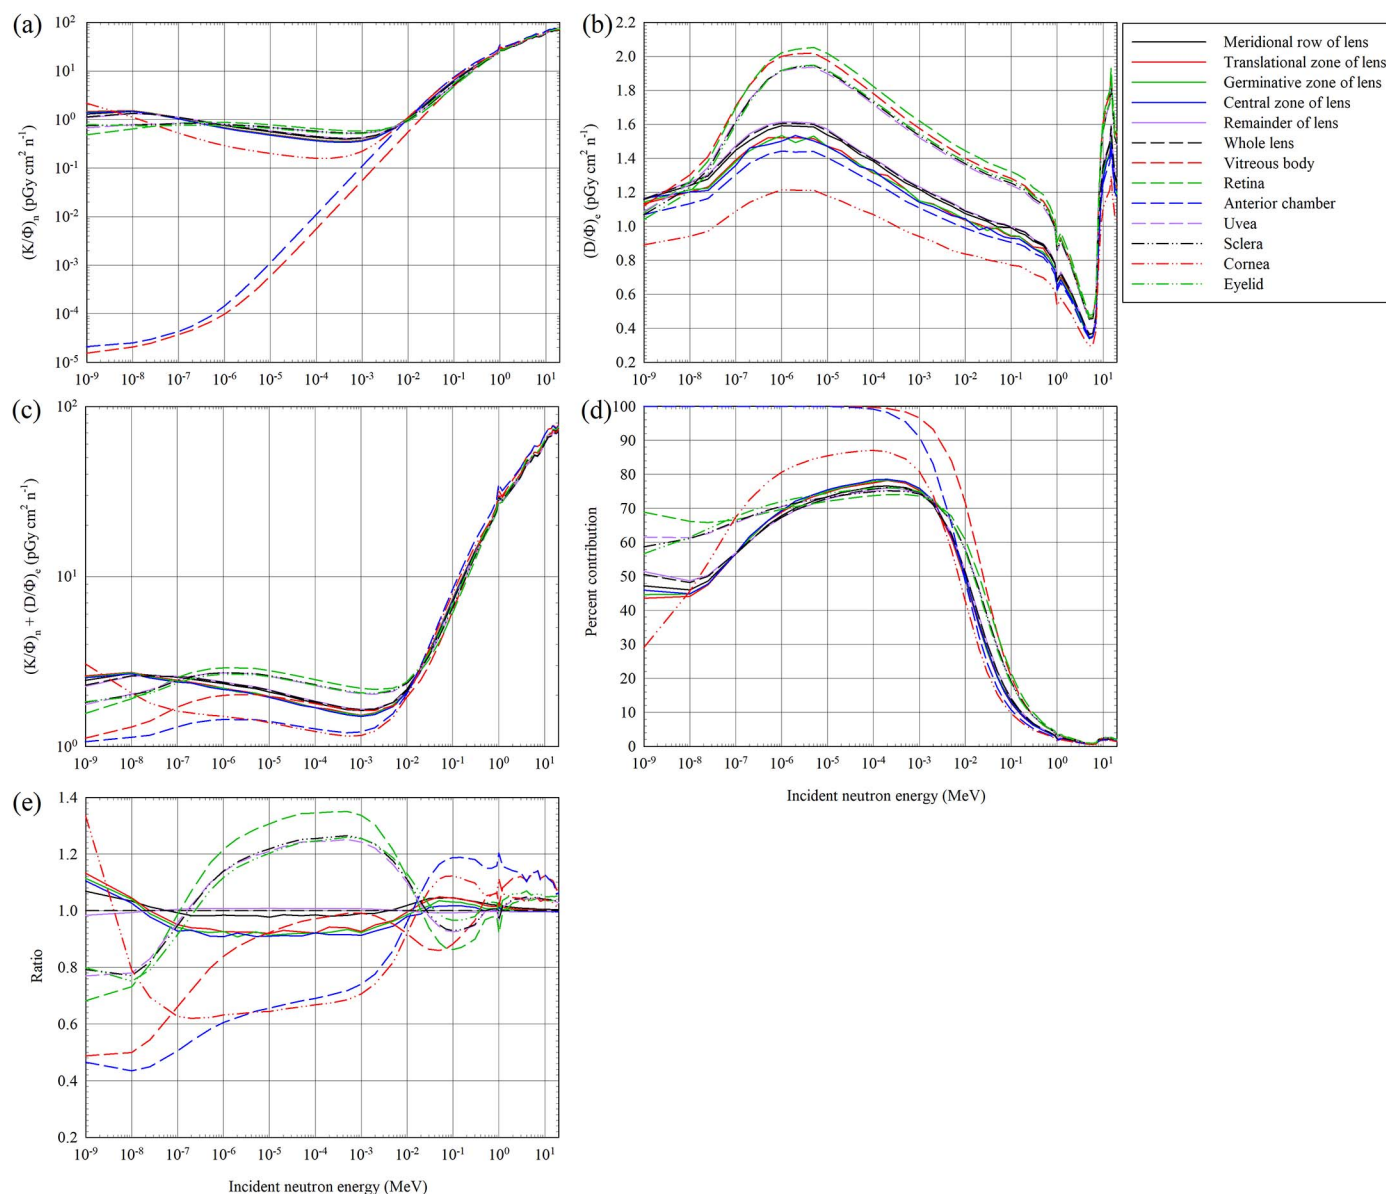 (a)
10² 10¹ 10⁰ 10⁻¹ 10⁻² 10⁻³ 10⁻⁴ 10⁻⁵
(K/Φ)ₙ (pGy cm² n⁻¹)
10⁻⁹ 10⁻⁸ 10⁻⁷ 10⁻⁶ 10⁻⁵ 10⁻⁴ 10⁻³ 10⁻² 10⁻¹ 10⁰ 10¹
(b)
2.2 2.0 1.8 1.6 1.4 1.2 1.0 0.8 0.6 0.4 0.2
(D/Φ)ₑ (pGy cm² n⁻¹)
10⁻⁹ 10⁻⁸ 10⁻⁷ 10⁻⁶ 10⁻⁵ 10⁻⁴ 10⁻³ 10⁻² 10⁻¹ 10⁰ 10¹
Meridional row of lens
Translational zone of lens
Germinative zone of lens
Central zone of lens
Remainder of lens
Whole lens
Vitreous body
Retina
Anterior chamber
Uvea
Sclera
Cornea
Eyelid
(c)
10² 10¹ 10⁰
(K/Φ)ₙ + (D/Φ)ₑ (pGy cm² n⁻¹)
10⁻⁹ 10⁻⁸ 10⁻⁷ 10⁻⁶ 10⁻⁵ 10⁻⁴ 10⁻³ 10⁻² 10⁻¹ 10⁰ 10¹
(d)
100 90 80 70 60 50 40 30 20 10 0
Percent contribution
10⁻⁹ 10⁻⁸ 10⁻⁷ 10⁻⁶ 10⁻⁵ 10⁻⁴ 10⁻³ 10⁻² 10⁻¹ 10⁰ 10¹
Incident neutron energy (MeV)
(e)
1.4 1.2 1.0 0.8 0.6 0.4 0.2
Ratio
10⁻⁹ 10⁻⁸ 10⁻⁷ 10⁻⁶ 10⁻⁵ 10⁻⁴ 10⁻³ 10⁻² 10⁻¹ 10⁰ 10¹
Incident neutron energy (MeV)